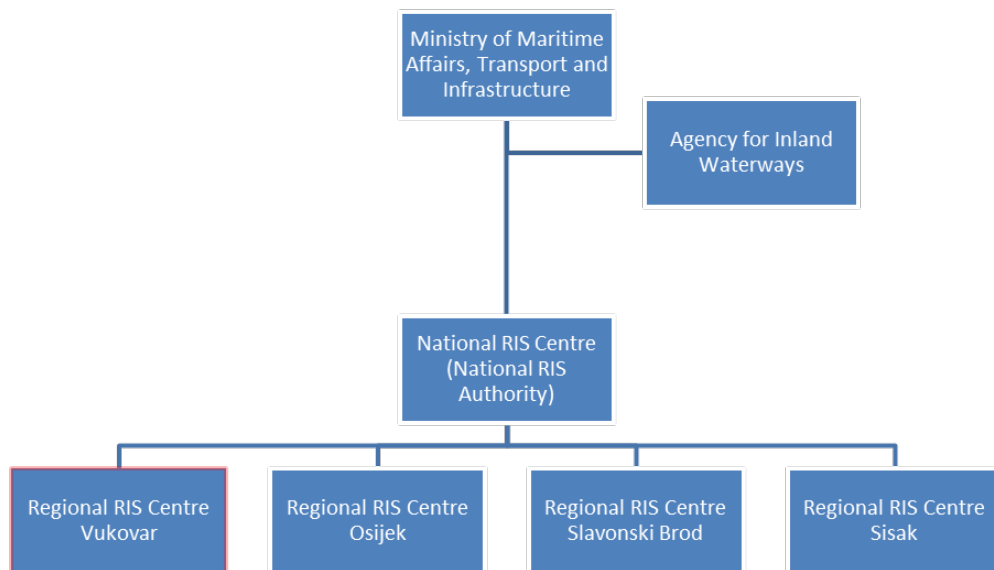 Ministry of Maritime
Affairs, Transport and
Infrastructure
Agency for Inland
Waterways
National RIS Centre
(National RIS
Authority)
Regional RIS Centre
Vukovar
Regional RIS Centre
Osijek
Regional RIS Centre
Slavonski Brod
Regional RIS Centre
Sisak